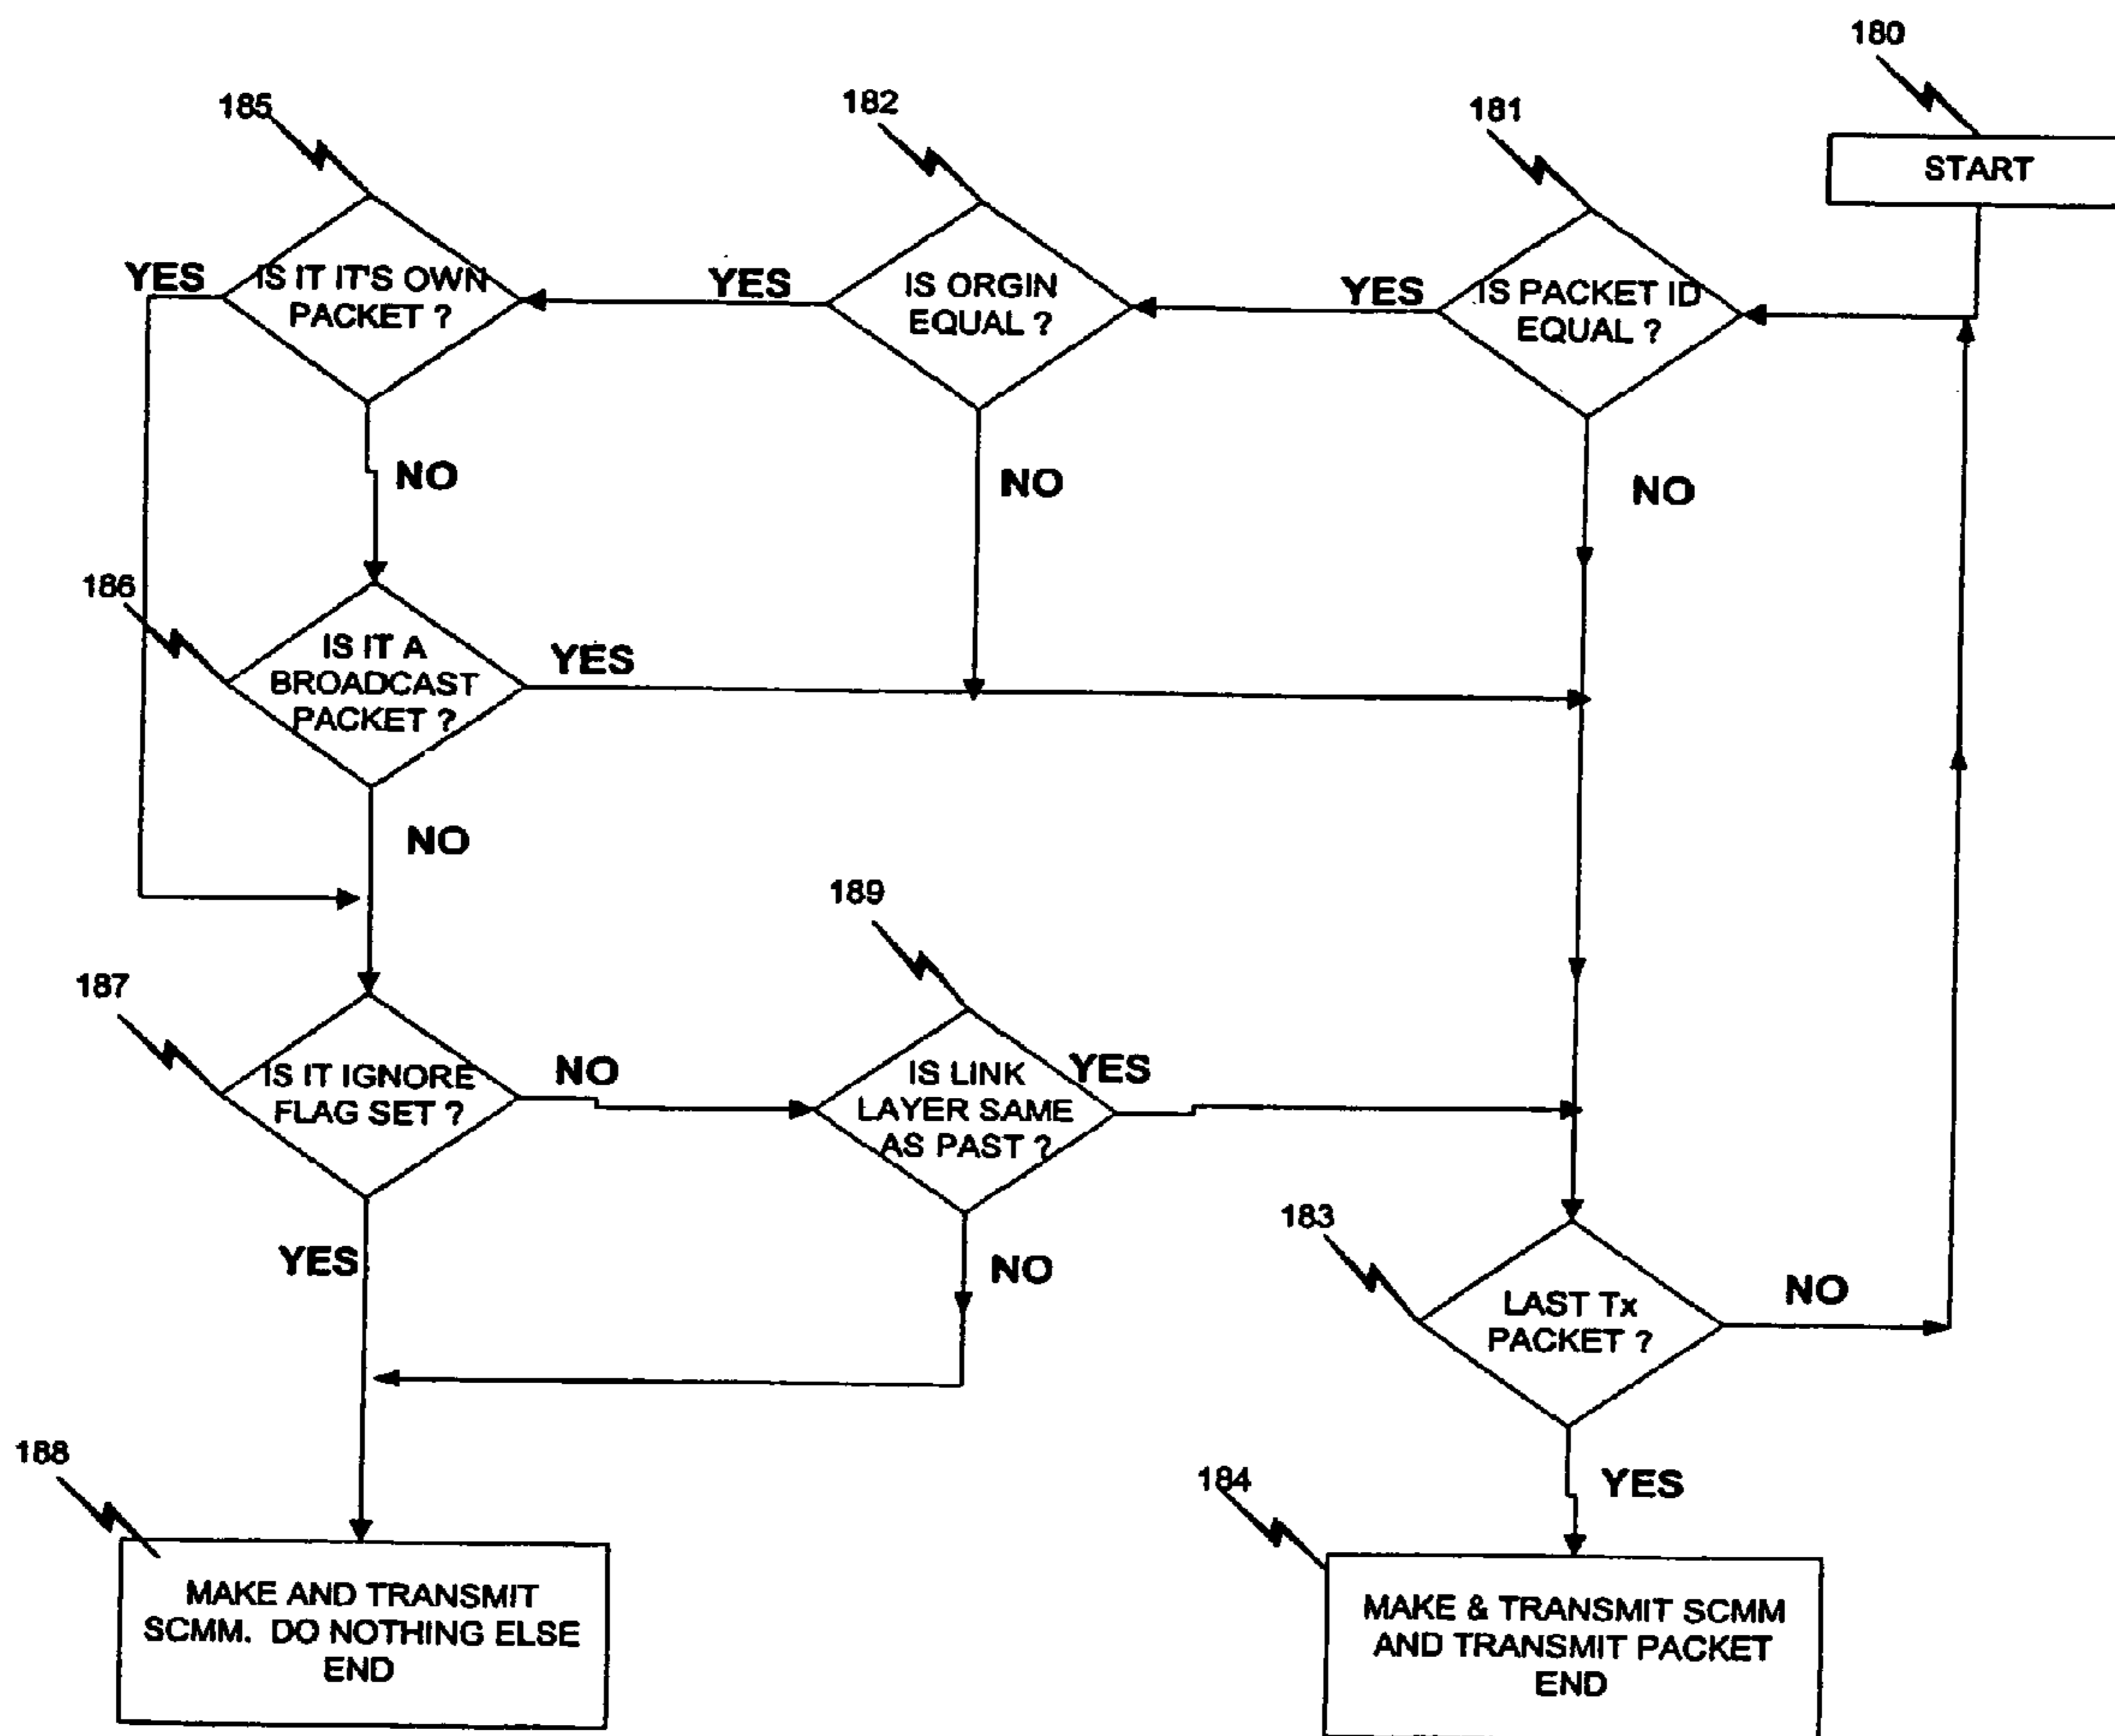 180
185
182
181
START
YES
IS IT IT'S OWN
PACKET ?
YES
IS ORGIN
EQUAL ?
YES
IS PACKET ID
EQUAL ?
NO
NO
NO
186
IS IT A
BROADCAST
PACKET ?
YES
NO
189
187
IS IT IGNORE
FLAG SET ?
NO
IS LINK
LAYER SAME
AS PAST ?
YES
YES
NO
183
LAST Tx
PACKET ?
NO
188
184
YES
MAKE AND TRANSMIT
SCMM. DO NOTHING ELSE
END
MAKE & TRANSMIT SCMM
AND TRANSMIT PACKET
END